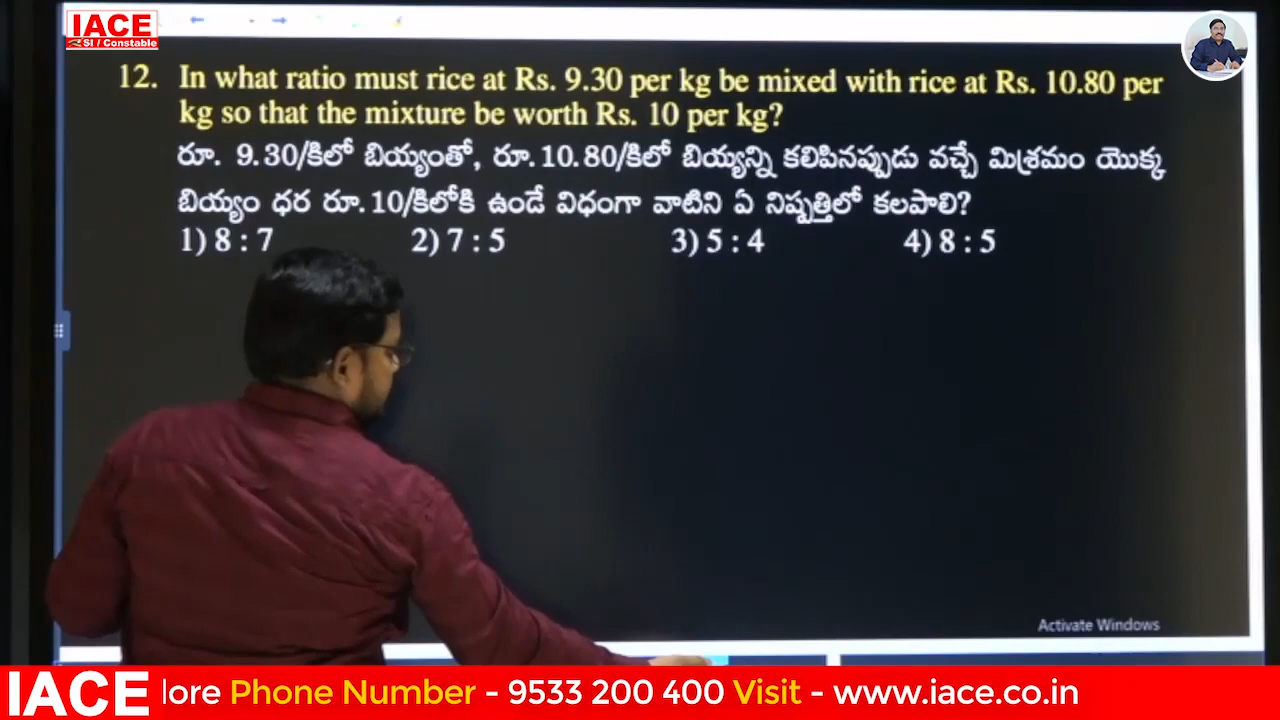 IACE
SI / Constable
12. In what ratio must rice at Rs. 9.30 per kg be mixed with rice at Rs. 10.80 per
kg so that the mixture be worth Rs. 10 per kg?
రూ. 9.30/కిలో బియ్యంతో, రూ.10.80/కిలో బియ్యన్ని కలిపినప్పుడు వచ్చే మిశ్రమం యొక్క
బియ్యం ధర రూ.10/కిలోకి ఉండే విధంగా వాటిని ఏ నిష్పత్తిలో కలపాలి?
1) 8 : 7 2) 7 : 5 3) 5 : 4 4) 8 : 5
Activate Windows
IACE lore Phone Number - 9533 200 400 Visit - www.iace.co.in